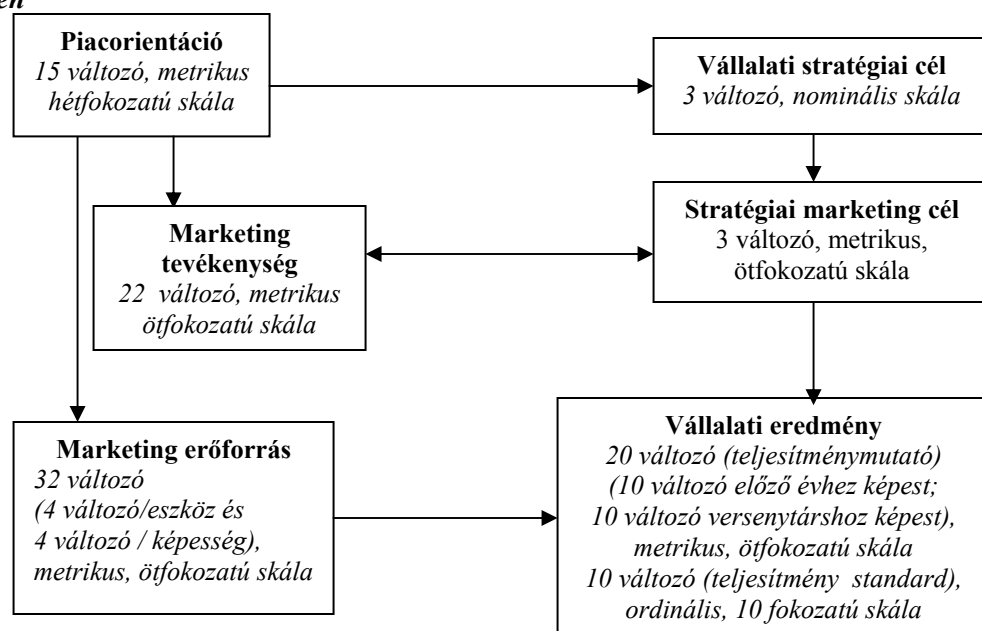 Piacorientáció
15 változó, metrikus
hétfokozatú skála
Vállalati stratégiai cél
3 változó, nominális skála
Marketing
tevékenység
22 változó, metrikus
ötfokozatú skála
Stratégiai marketing cél
3 változó, metrikus,
ötfokozatú skála
Marketing erőforrás
32 változó
(4 változó/eszköz és
4 változó / képesség),
metrikus, ötfokozatú skála
Vállalati eredmény
20 változó (teljesítménymutató)
(10 változó előző évhez képest;
10 változó versenytárshoz képest),
metrikus, ötfokozatú skála
10 változó (teljesítmény standard),
ordinális, 10 fokozatú skála